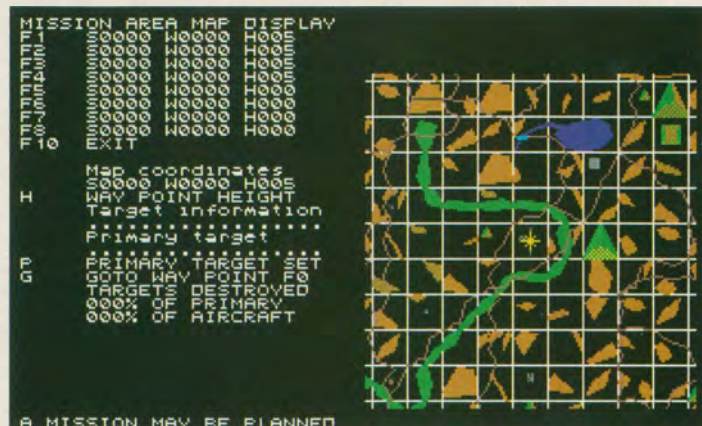 MISSION AREA MAP DISPLAY
F1 S0000 W0000 H005
F2 S0000 W0000 H005
F3 S0000 W0000 H005
F4 S0000 W0000 H005
F5 S0000 W0000 H000
F6 S0000 W0000 H000
F7 S0000 W0000 H000
F8 S0000 W0000 H000
F10 EXIT
Map coordinates
S0000 W0000 H005
H WAY POINT HEIGHT
Target information
..................
Primary target
..................
P PRIMARY TARGET SET
G GOTO WAY POINT F0
TARGETS DESTROYED
000% OF PRIMARY
000% OF AIRCRAFT
A MISSION MAY BE PLANNED